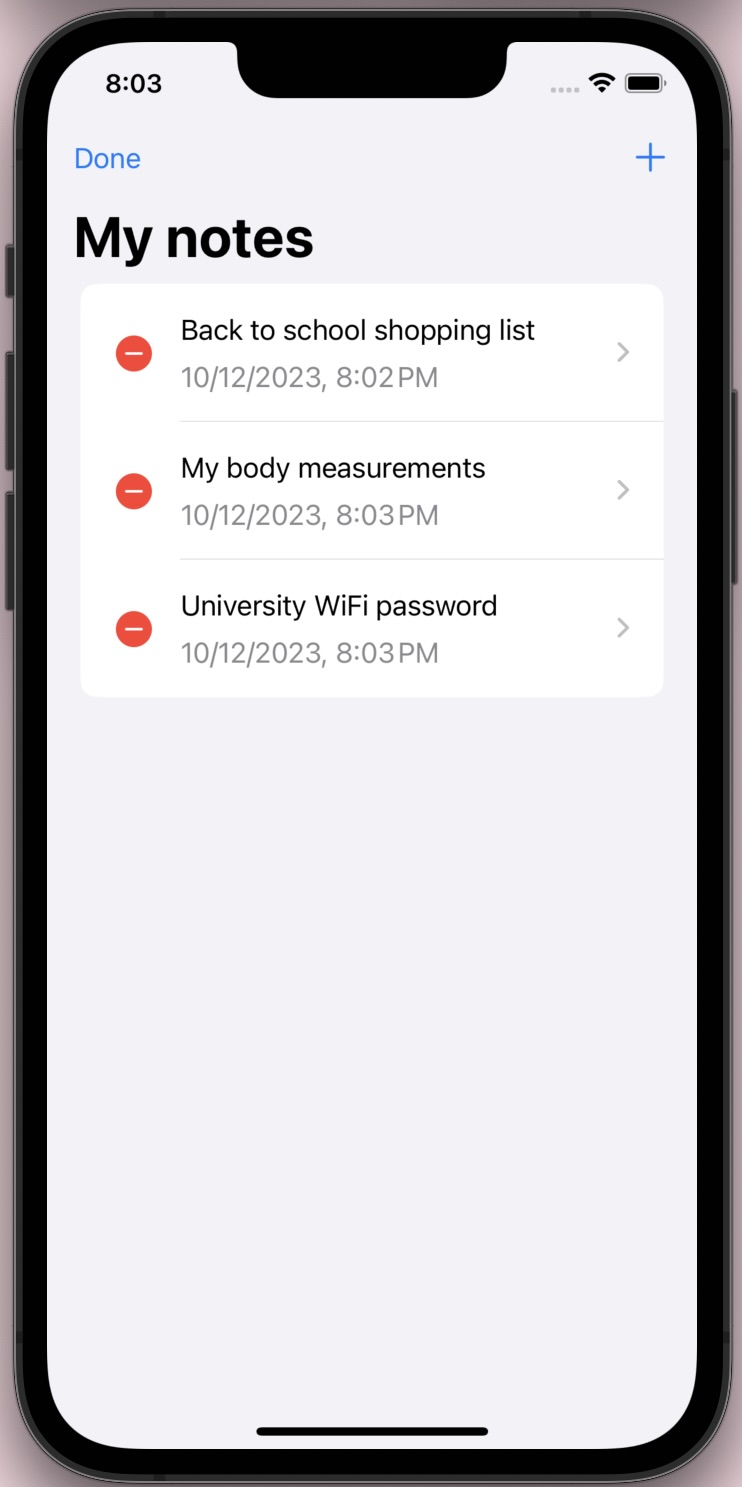 8:03
Done
My notes
Back to school shopping list
10/12/2023, 8:02 PM
My body measurements
10/12/2023, 8:03 PM
University WiFi password
10/12/2023, 8:03 PM